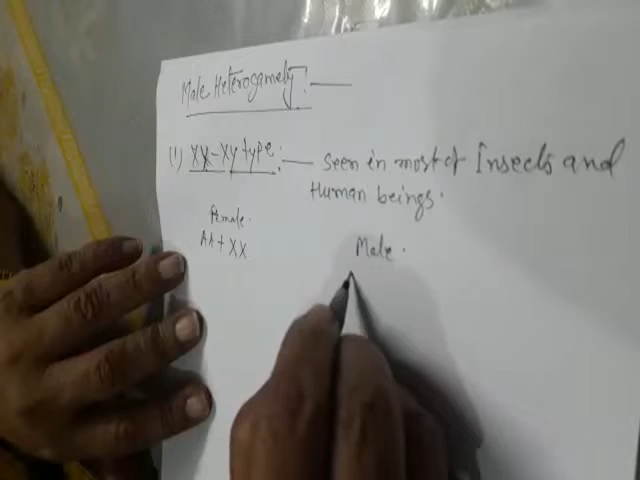 Male Heterogamety :—
(1) XX-XY type :— seen in most of Insects and
Human beings.
Female.
AA + XX
Male.